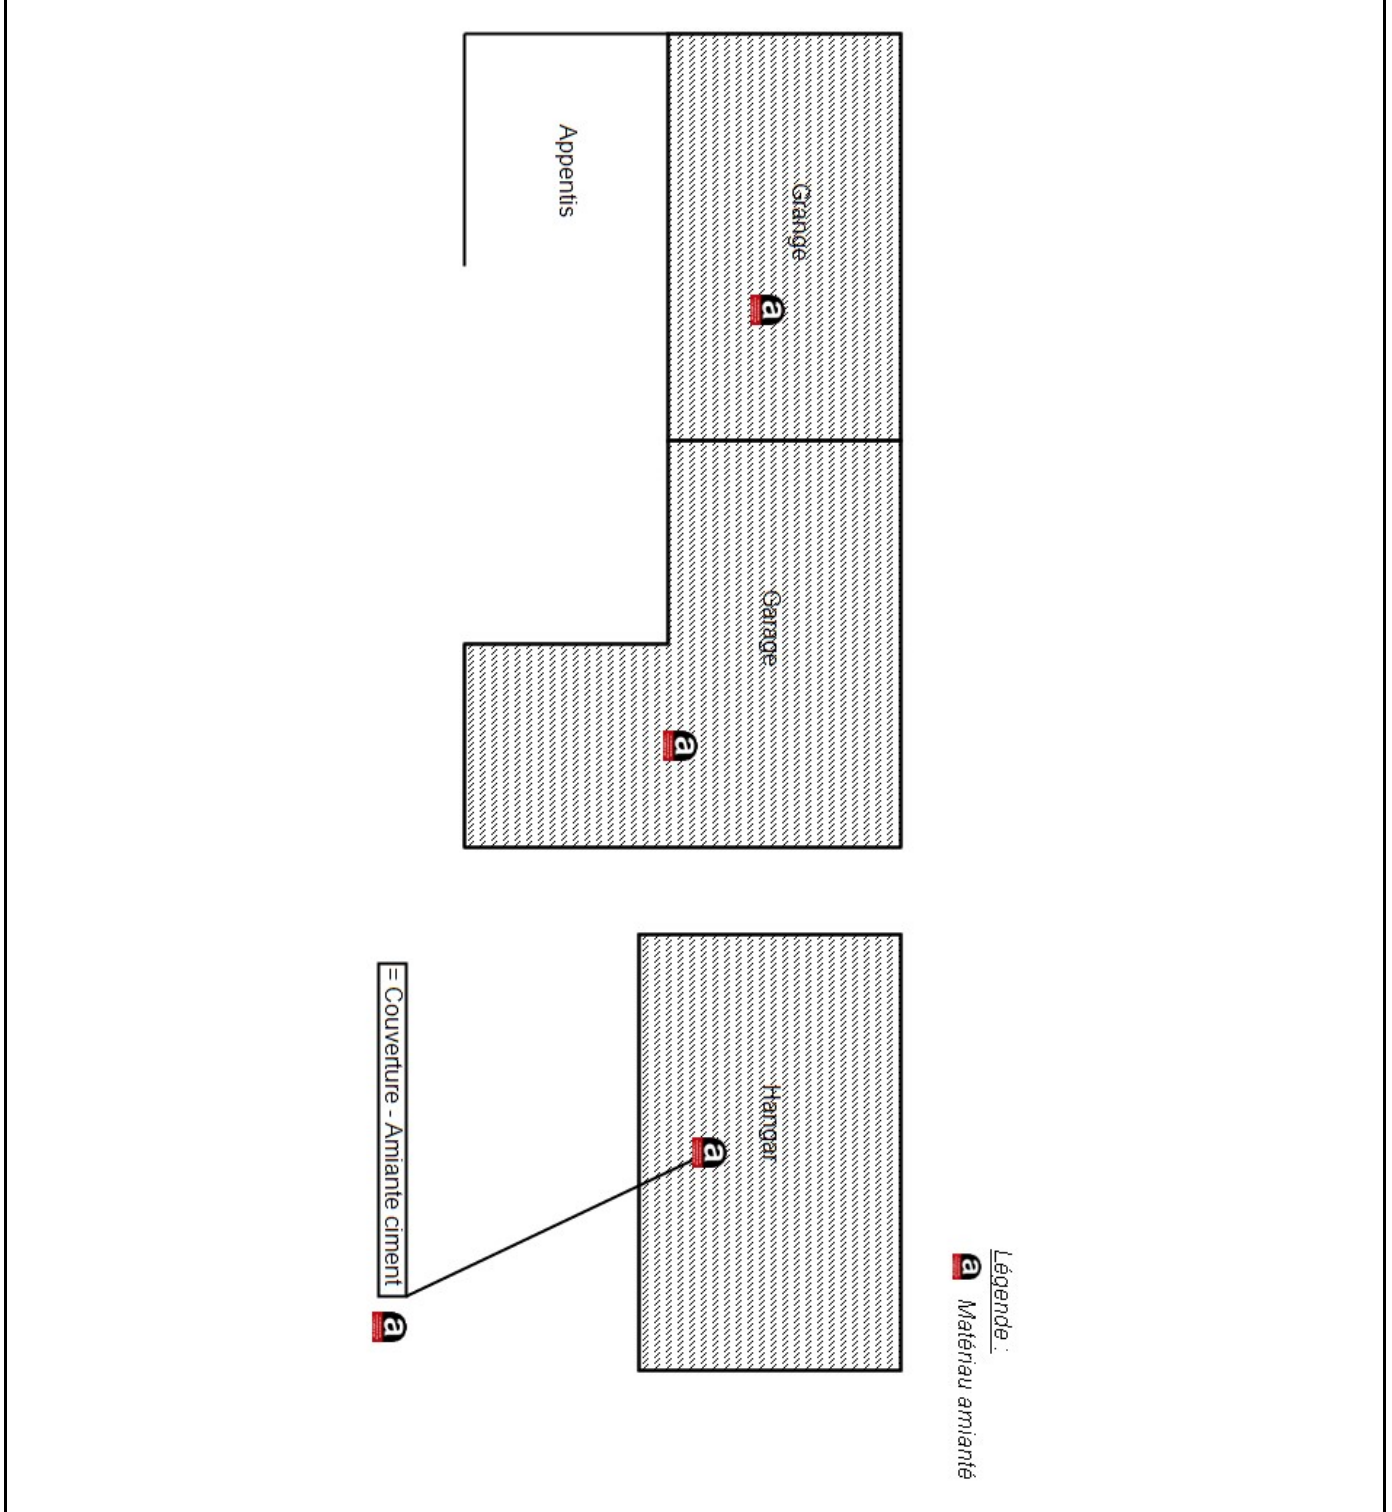 Légende :
a Matériau amianté
Grange
a
Appentis
Garage
a
Hangar
a
= Couverture - Amiante ciment
a